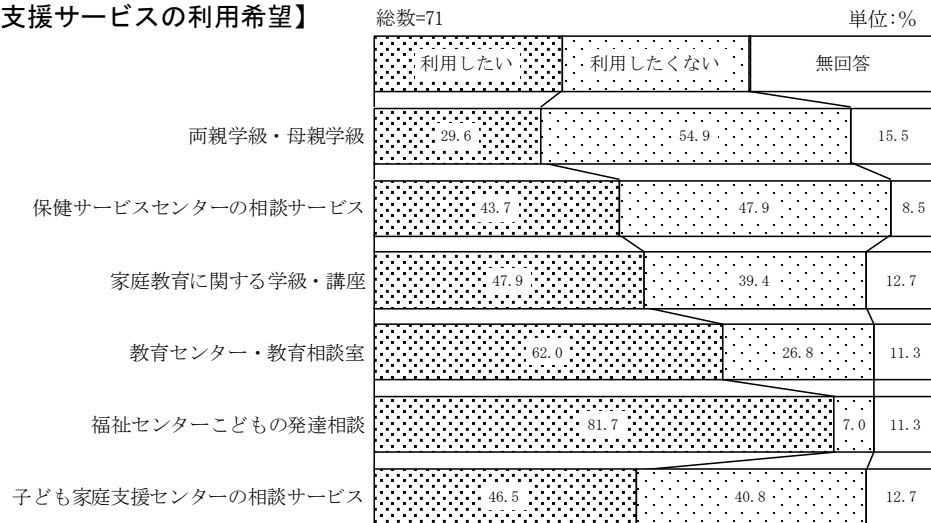 支援サービスの利用希望】
総数=71 単位:%
利用したい 利用したくない 無回答
両親学級・母親学級 29.6 54.9 15.5
保健サービスセンターの相談サービス 43.7 47.9 8.5
家庭教育に関する学級・講座 47.9 39.4 12.7
教育センター・教育相談室 62.0 26.8 11.3
福祉センターこどもの発達相談 81.7 7.0 11.3
子ども家庭支援センターの相談サービス 46.5 40.8 12.7